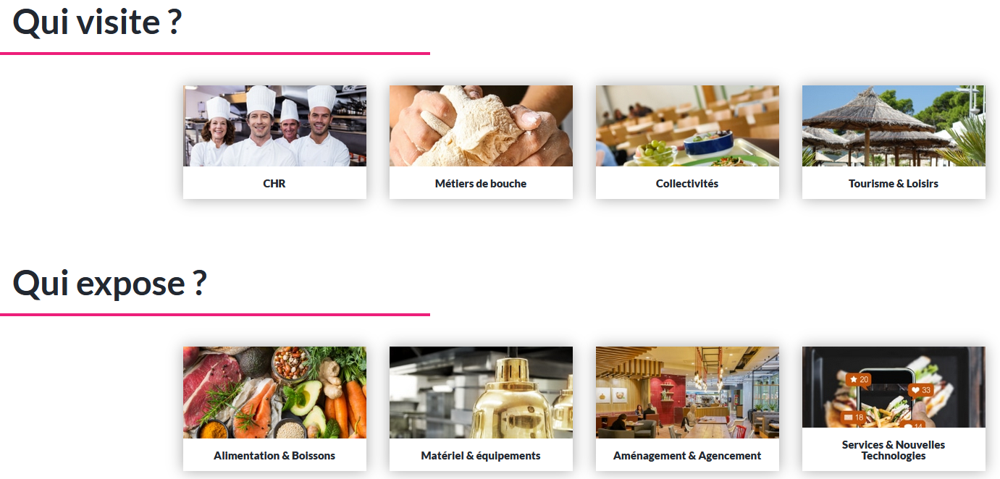 Qui visite ?
CHR
Métiers de bouche
Collectivités
Tourisme & Loisirs
Qui expose ?
20
33
18
14
Alimentation & Boissons
Matériel & équipements
Aménagement & Agencement
Services & Nouvelles
Technologies